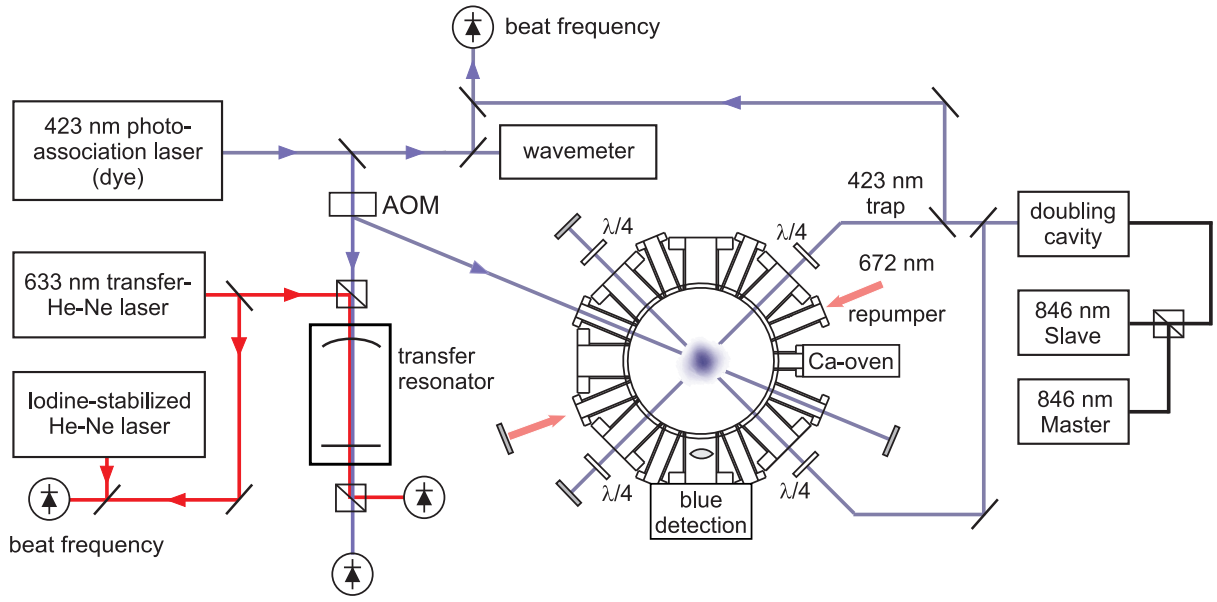 beat frequency
423 nm photo-
association laser
(dye)
wavemeter
AOM
423 nm
trap
doubling
cavity
λ/4
λ/4
672 nm
repumper
633 nm transfer-
He-Ne laser
846 nm
Slave
transfer
resonator
Ca-oven
Iodine-stabilized
He-Ne laser
846 nm
Master
λ/4
λ/4
blue
detection
beat frequency